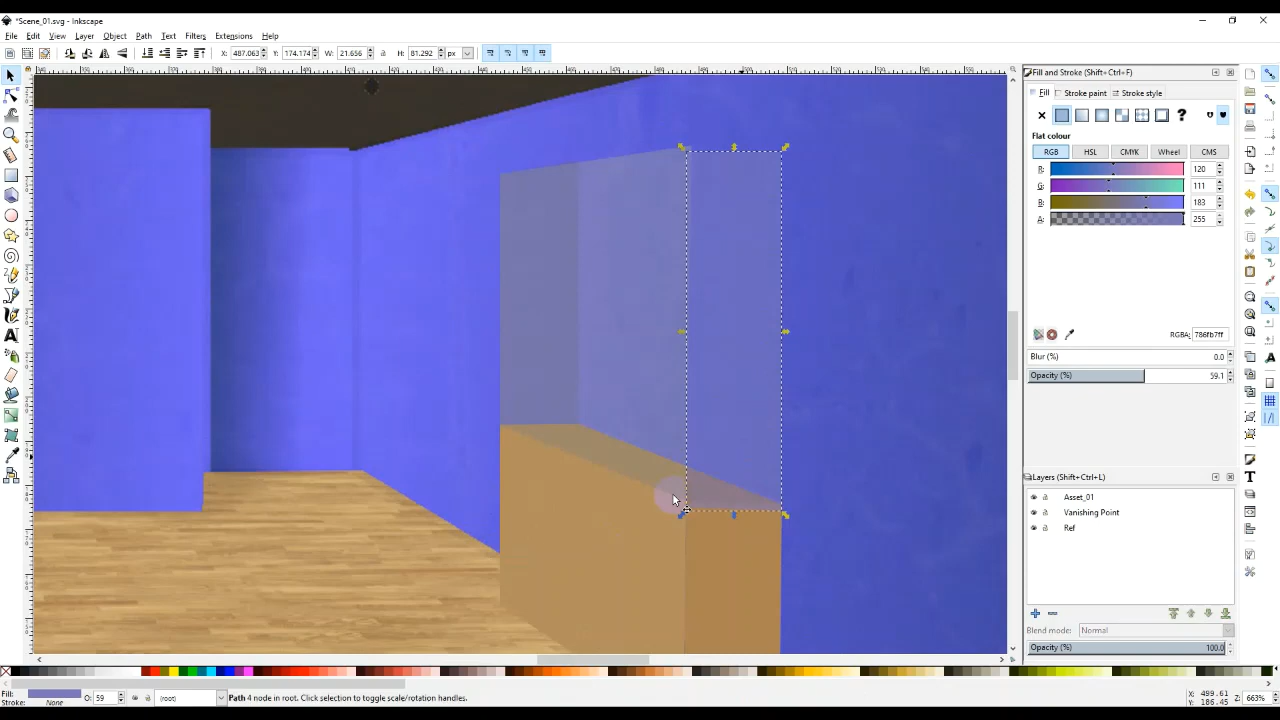 *Scene_01.svg - Inkscape
File Edit View Layer Object Path Text Filters Extensions Help
X: 487.063 Y: 174.174 W: 21.656 H: 81.292 px
Fill and Stroke (Shift+Ctrl+F)
Fill Stroke paint Stroke style
?
Flat colour
RGB HSL CMYK Wheel CMS
R: 120
G: 111
B: 183
A: 255
RGBA: 786fb7ff
Blur (%) 0.0
Opacity (%) 59.1
Layers (Shift+Ctrl+L)
Asset_01
Vanishing Point
Ref
Blend mode: Normal
Opacity (%) 100.0
Fill:
Stroke: None
O: 59
(root)
Path 4 node in root. Click selection to toggle scale/rotation handles.
X: 499.61
Y: 186.45
Z: 663%